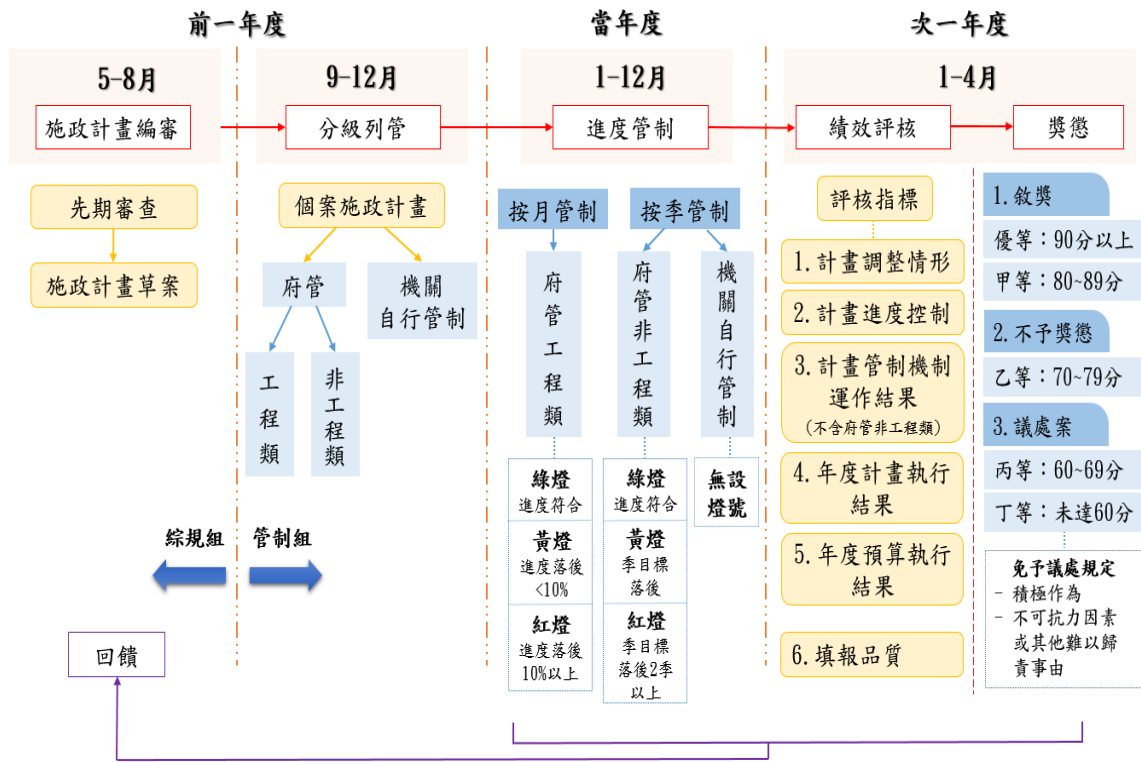 前一年度
當年度
次一年度
5-8月
9-12月
1-12月
1-4月
施政計畫編審
分級列管
進度管制
績效評核
獎懲
先期審查
施政計畫草案
個案施政計畫
府管
機關
自行管制
工程類
非工程類
綜規組
管制組
按月管制
按季管制
府管工程類
府管非工程類
機關自行管制
綠燈
進度符合
黃燈
進度落後
<10%
紅燈
進度落後
10%以上
綠燈
進度符合
黃燈
季目標
落後
紅燈
季目標
落後2季
以上
無設
燈號
評核指標
1.計畫調整情形
2.計畫進度控制
3.計畫管制機制
運作結果
(不含府管非工程類)
4.年度計畫執行
結果
5.年度預算執行
結果
6.填報品質
1.敘獎
優等：90分以上
甲等：80~89分
2.不予獎懲
乙等：70~79分
3.議處案
丙等：60~69分
丁等：未達60分
免予議處規定
- 積極作為
- 不可抗力因素
或其他難以歸
責事由
回饋